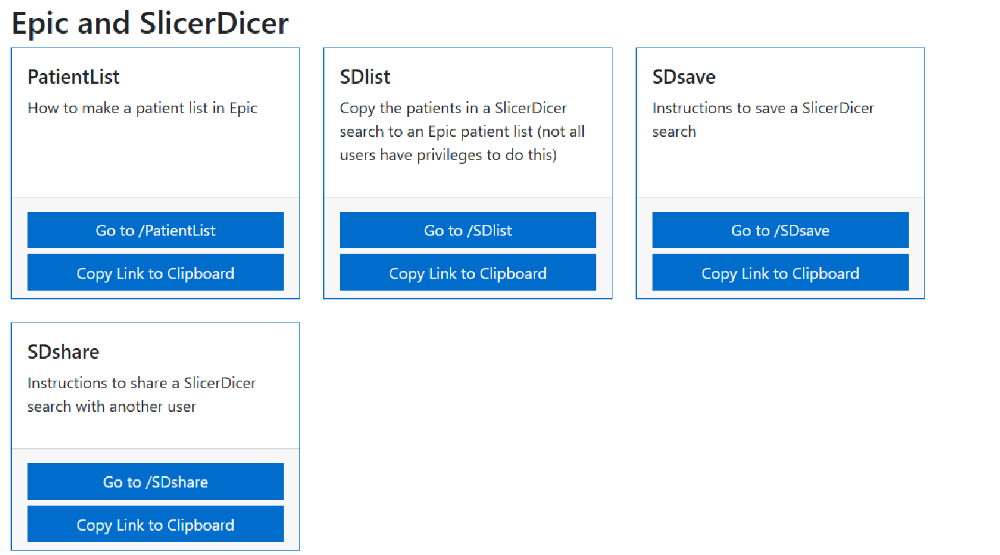 Epic and SlicerDicer
PatientList
How to make a patient list in Epic
Go to /PatientList
Copy Link to Clipboard
SDlist
Copy the patients in a SlicerDicer
search to an Epic patient list (not all
users have privileges to do this)
Go to /SDlist
Copy Link to Clipboard
SDsave
Instructions to save a SlicerDicer
search
Go to /SDsave
Copy Link to Clipboard
SDshare
Instructions to share a SlicerDicer
search with another user
Go to /SDshare
Copy Link to Clipboard